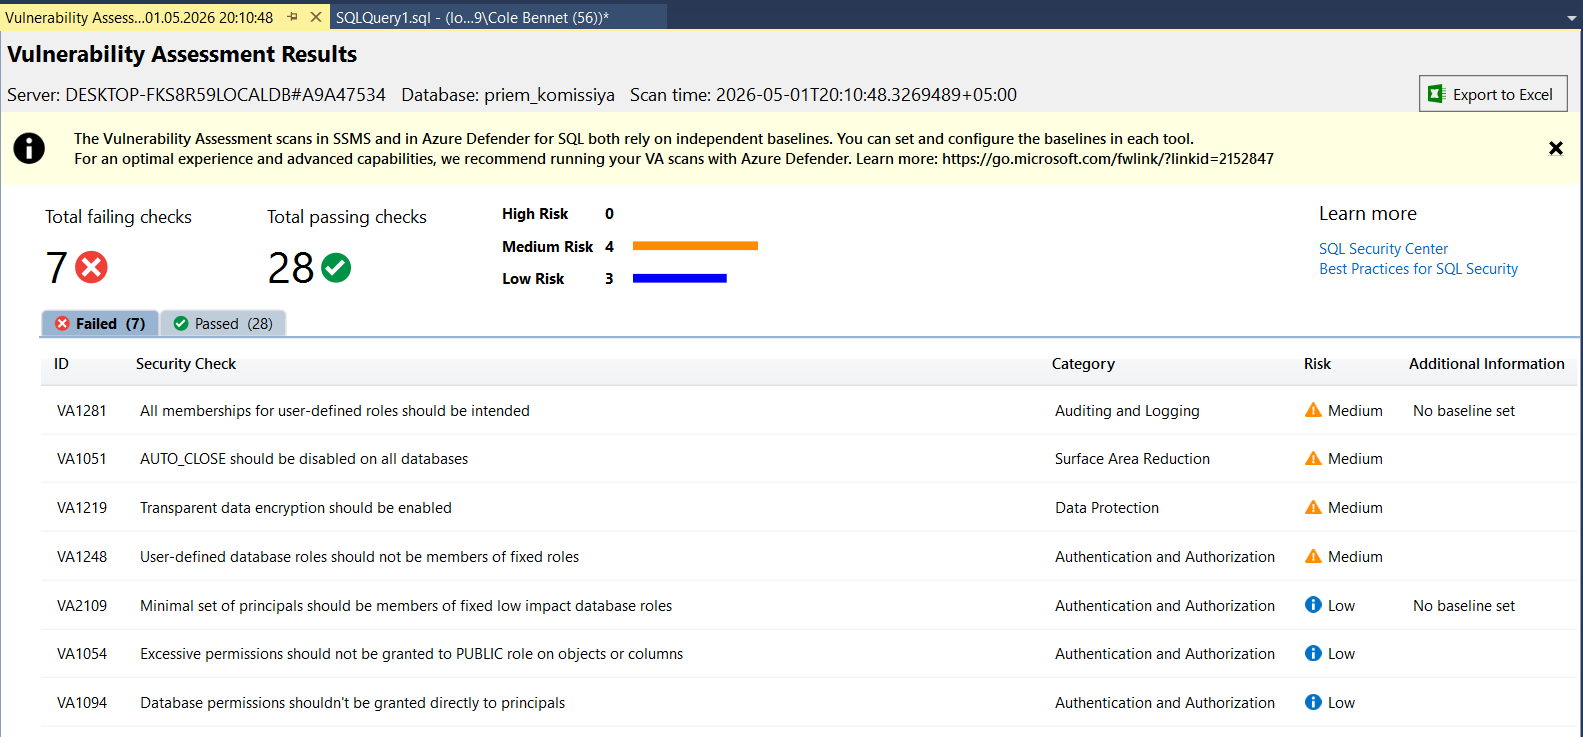 Vulnerability Assess...01.05.2026 20:10:48
SQLQuery1.sql - (lo...9\Cole Bennet (56))*
Vulnerability Assessment Results
Server: DESKTOP-FKS8R59LOCALDB#A9A47534 Database: priem_komissiya Scan time: 2026-05-01T20:10:48.3269489+05:00
Export to Excel
The Vulnerability Assessment scans in SSMS and in Azure Defender for SQL both rely on independent baselines. You can set and configure the baselines in each tool.
For an optimal experience and advanced capabilities, we recommend running your VA scans with Azure Defender. Learn more: https://go.microsoft.com/fwlink/?linkid=2152847
Total failing checks
7
Total passing checks
28
High Risk 0
Medium Risk 4
Low Risk 3
Learn more
SQL Security Center
Best Practices for SQL Security
Failed (7)
Passed (28)
ID Security Check Category Risk Additional Information
VA1281 All memberships for user-defined roles should be intended Auditing and Logging Medium No baseline set
VA1051 AUTO_CLOSE should be disabled on all databases Surface Area Reduction Medium
VA1219 Transparent data encryption should be enabled Data Protection Medium
VA1248 User-defined database roles should not be members of fixed roles Authentication and Authorization Medium
VA2109 Minimal set of principals should be members of fixed low impact database roles Authentication and Authorization Low No baseline set
VA1054 Excessive permissions should not be granted to PUBLIC role on objects or columns Authentication and Authorization Low
VA1094 Database permissions shouldn't be granted directly to principals Authentication and Authorization Low